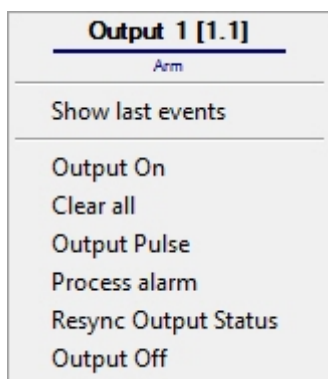 Output 1 [1.1]
Arm
Show last events
Output On
Clear all
Output Pulse
Process alarm
Resync Output Status
Output Off